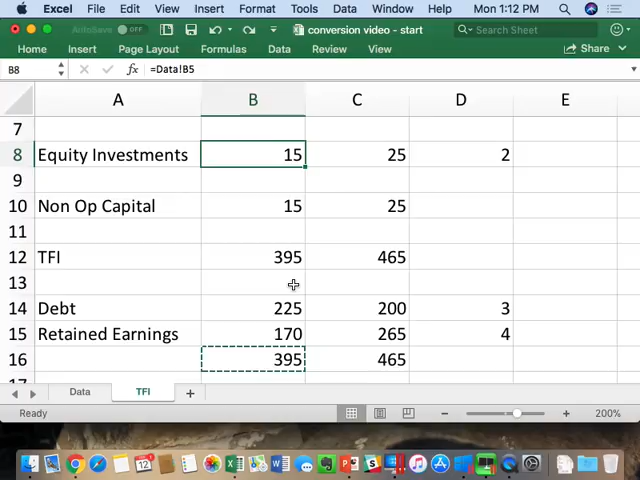 Excel File Edit View Insert Format Tools Data Window Help Mon 1:12 PM
AutoSave OFF conversion video - start Search Sheet
Home Insert Page Layout Formulas Data Review View Share
B8 fx =Data!B5
A B C D E
7
8 Equity Investments 15 25 2
9
10 Non Op Capital 15 25
11
12 TFI 395 465
13
14 Debt 225 200 3
15 Retained Earnings 170 265 4
16 395 465
17
Data TFI
Ready 200%